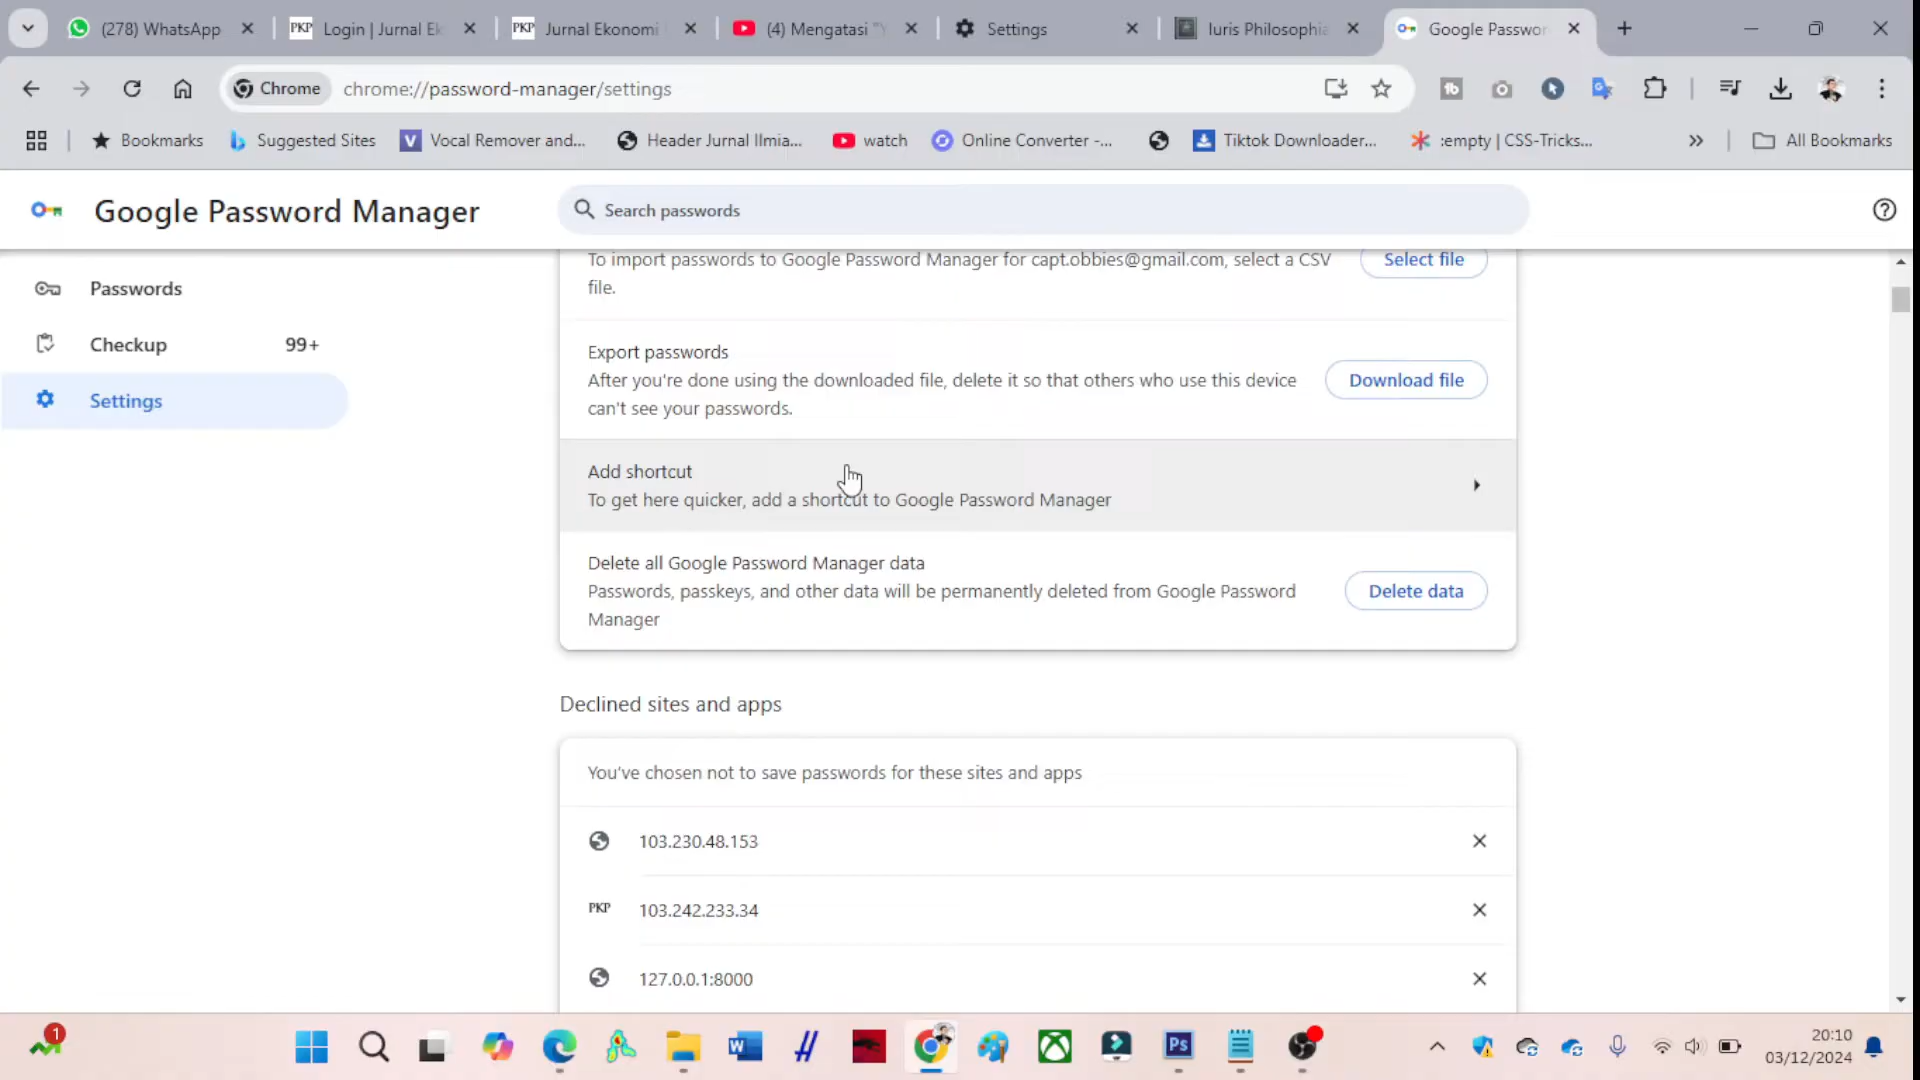 (278) WhatsApp
PKP Login | Jurnal Ek
PKP Jurnal Ekonomi
(4) Mengatasi "Y
Settings
Iuris Philosophia
Google Passwor
Chrome
chrome://password-manager/settings
Bookmarks
Suggested Sites
Vocal Remover and...
Header Jurnal Ilmia...
watch
Online Converter -...
Tiktok Downloader...
:empty | CSS-Tricks...
All Bookmarks
Google Password Manager
Search passwords
Passwords
Checkup 99+
Settings
To import passwords to Google Password Manager for capt.obbies@gmail.com, select a CSV
file.
Select file
Export passwords
After you're done using the downloaded file, delete it so that others who use this device
can't see your passwords.
Download file
Add shortcut
To get here quicker, add a shortcut to Google Password Manager
Delete all Google Password Manager data
Passwords, passkeys, and other data will be permanently deleted from Google Password
Manager
Delete data
Declined sites and apps
You've chosen not to save passwords for these sites and apps
103.230.48.153
PKP 103.242.233.34
127.0.0.1:8000
1
W
Ps
20:10
03/12/2024